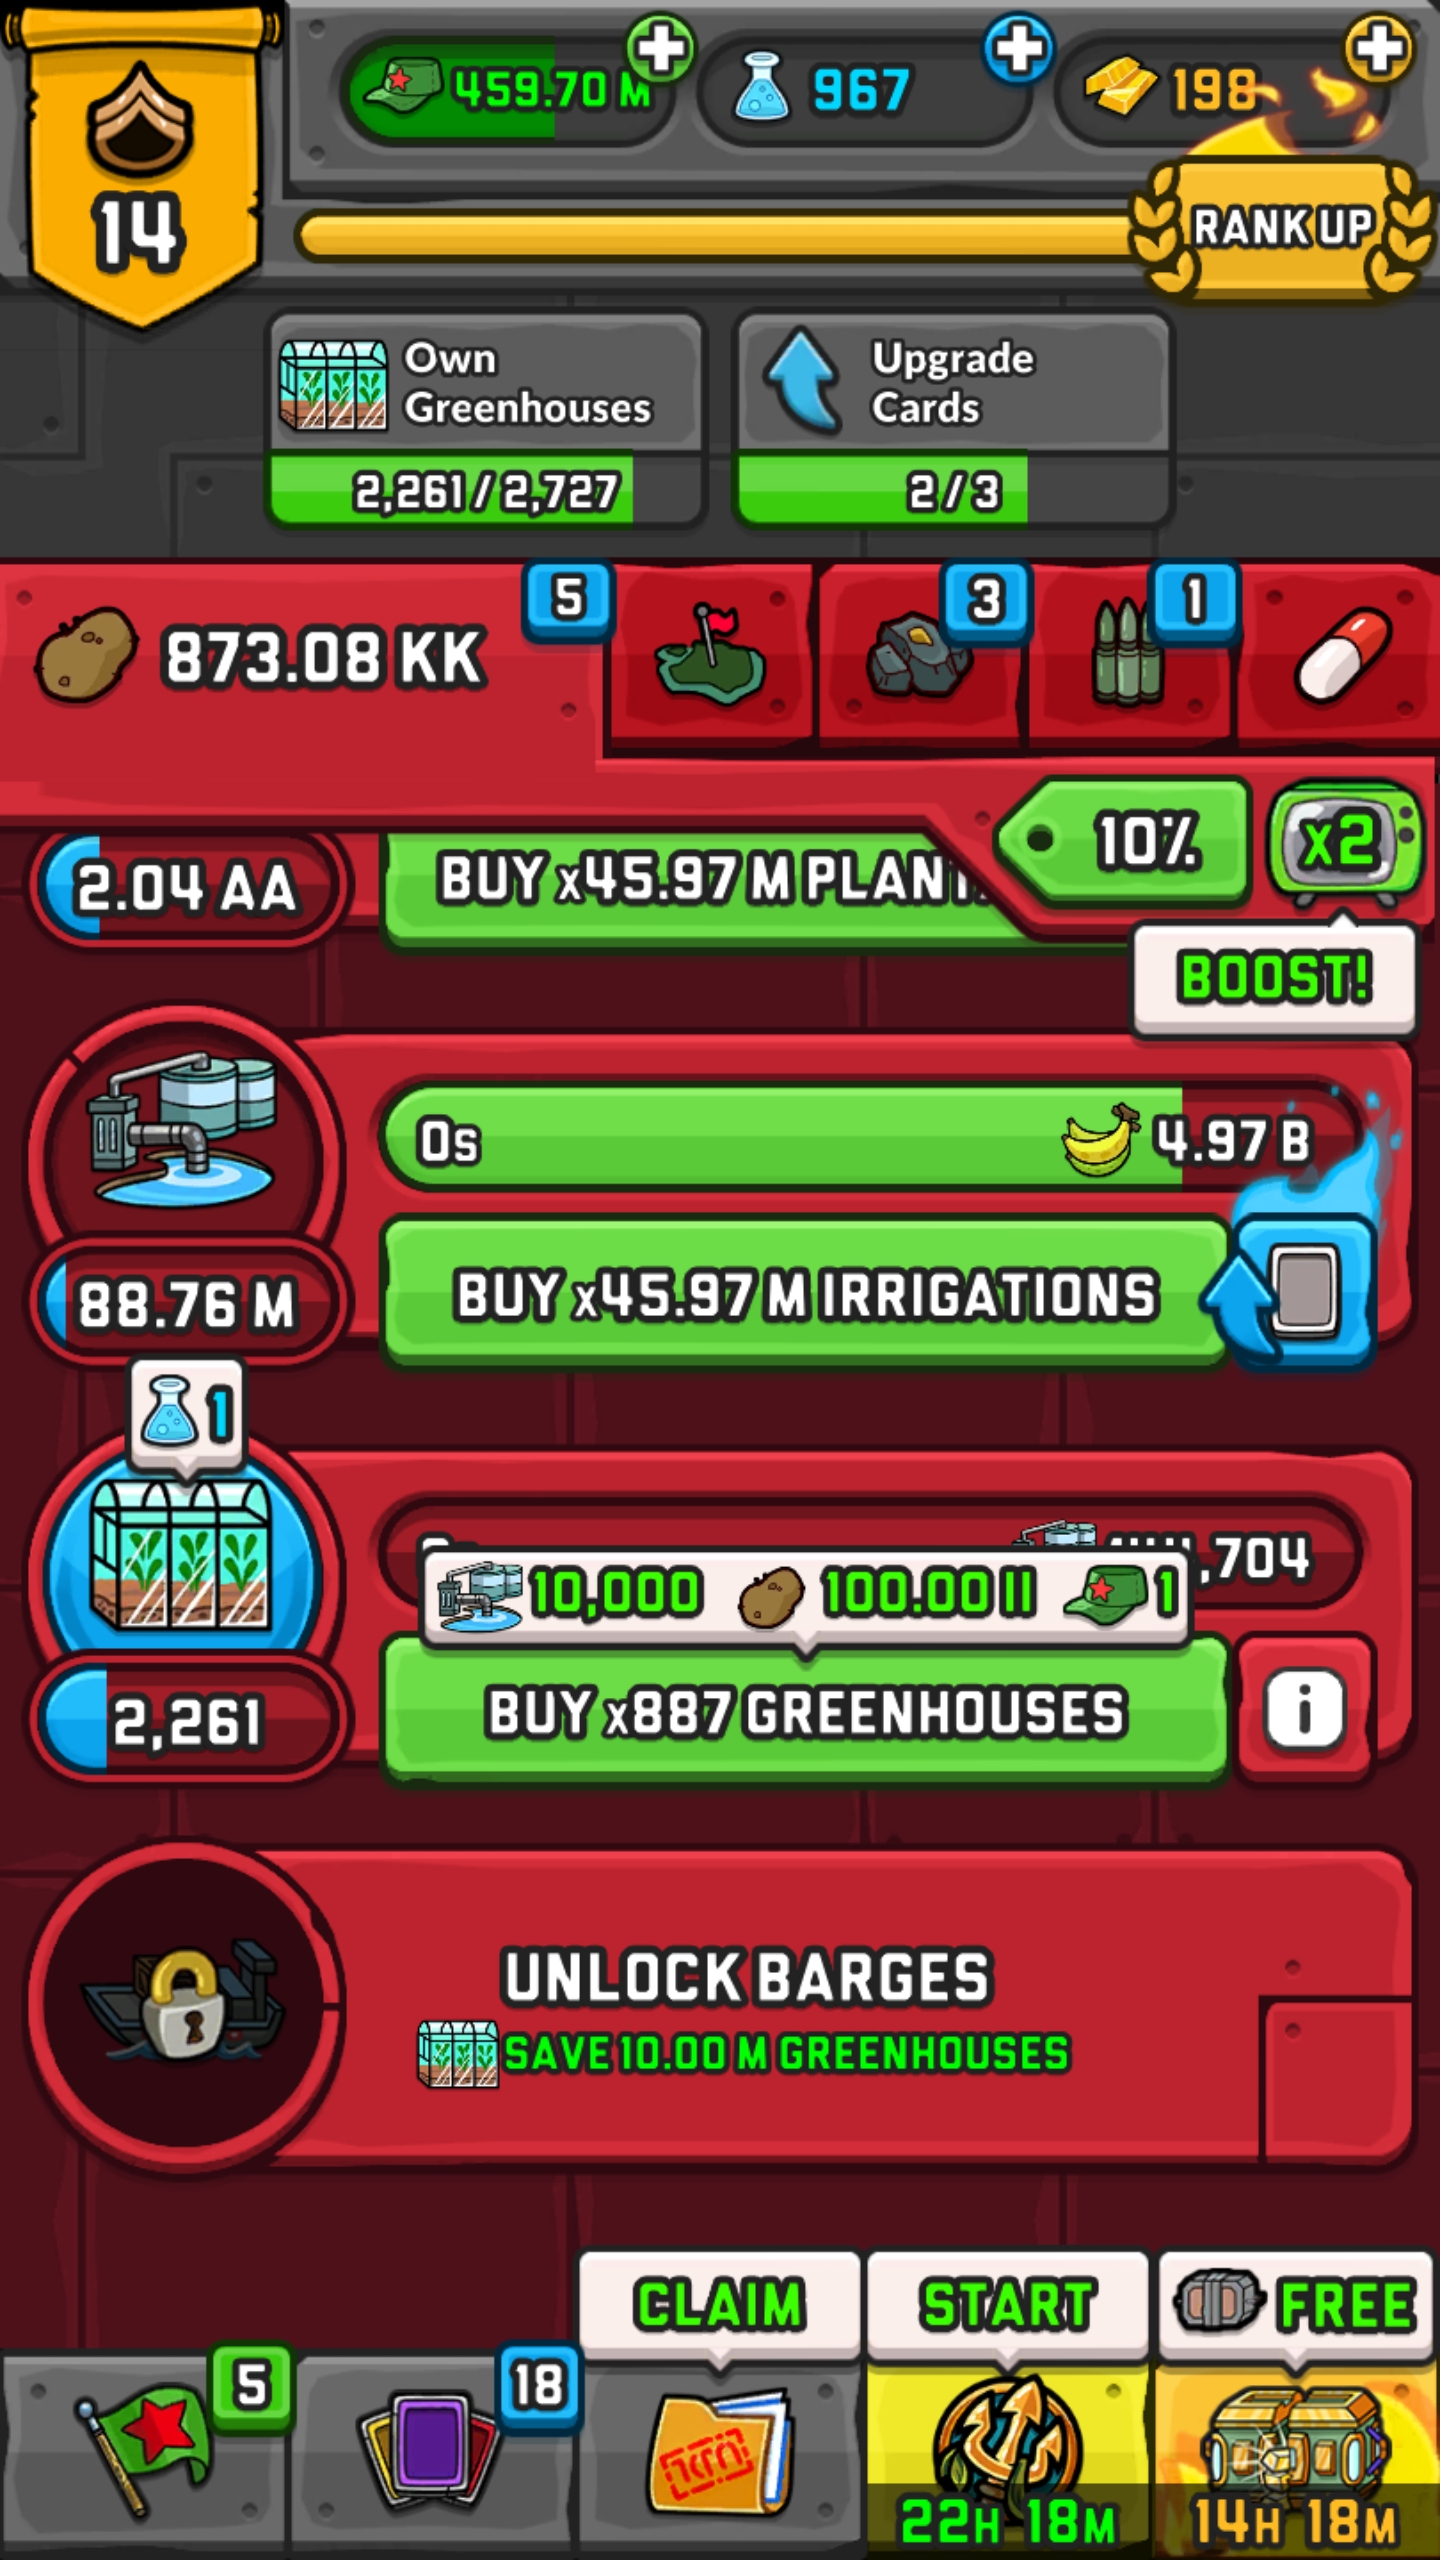 459.70 M
967
198
14
RANK UP
Own
Greenhouses
Upgrade
Cards
2,261 / 2,727
2 / 3
5
3
1
873.08 KK
10%
x2
2.04 AA
BUY x45.97 M
BOOST!
0s
4.97 B
88.76 M
BUY x45.97 M IRRIGATIONS
1
,704
10,000
100.00 II
1
2,261
BUY x887 GREENHOUSES
i
UNLOCK BARGES
SAVE 10.00 M GREENHOUSES
CLAIM
START
FREE
5
18
22H 18M
14H 18M